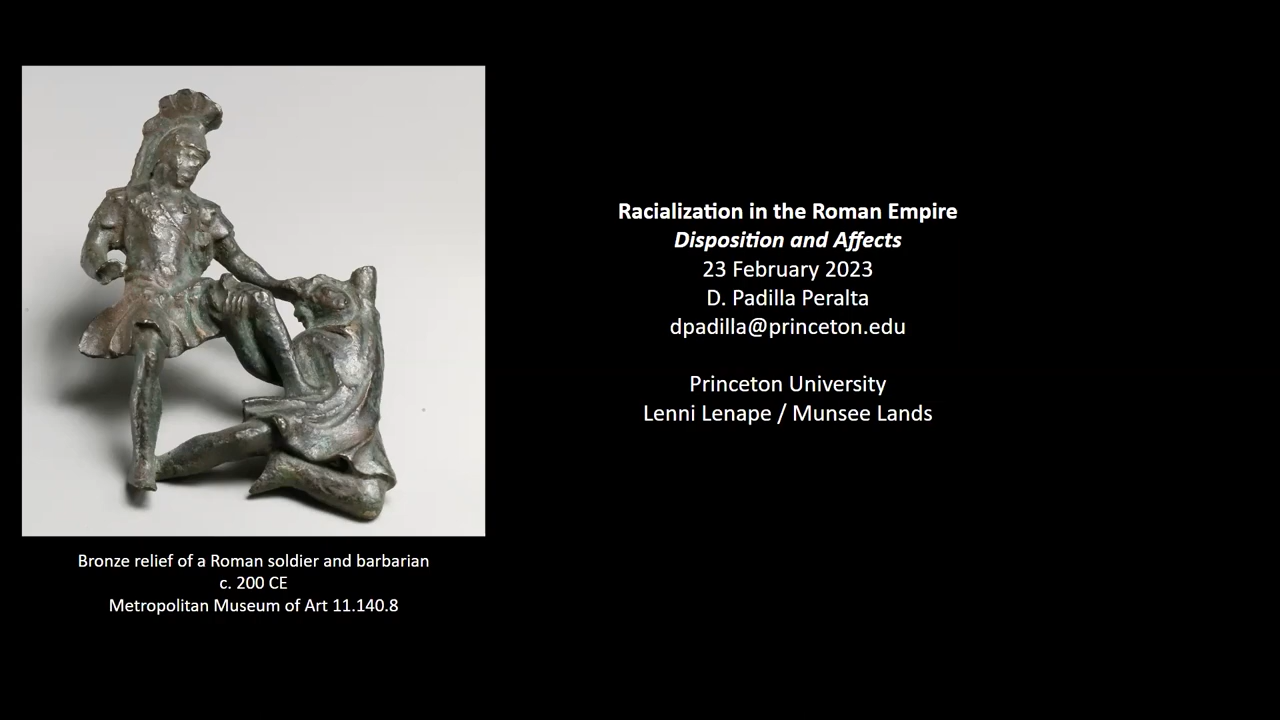 Racialization in the Roman Empire
Disposition and Affects
23 February 2023
D. Padilla Peralta
dpadilla@princeton.edu
Princeton University
Lenni Lenape / Munsee Lands
Bronze relief of a Roman soldier and barbarian
c. 200 CE
Metropolitan Museum of Art 11.140.8